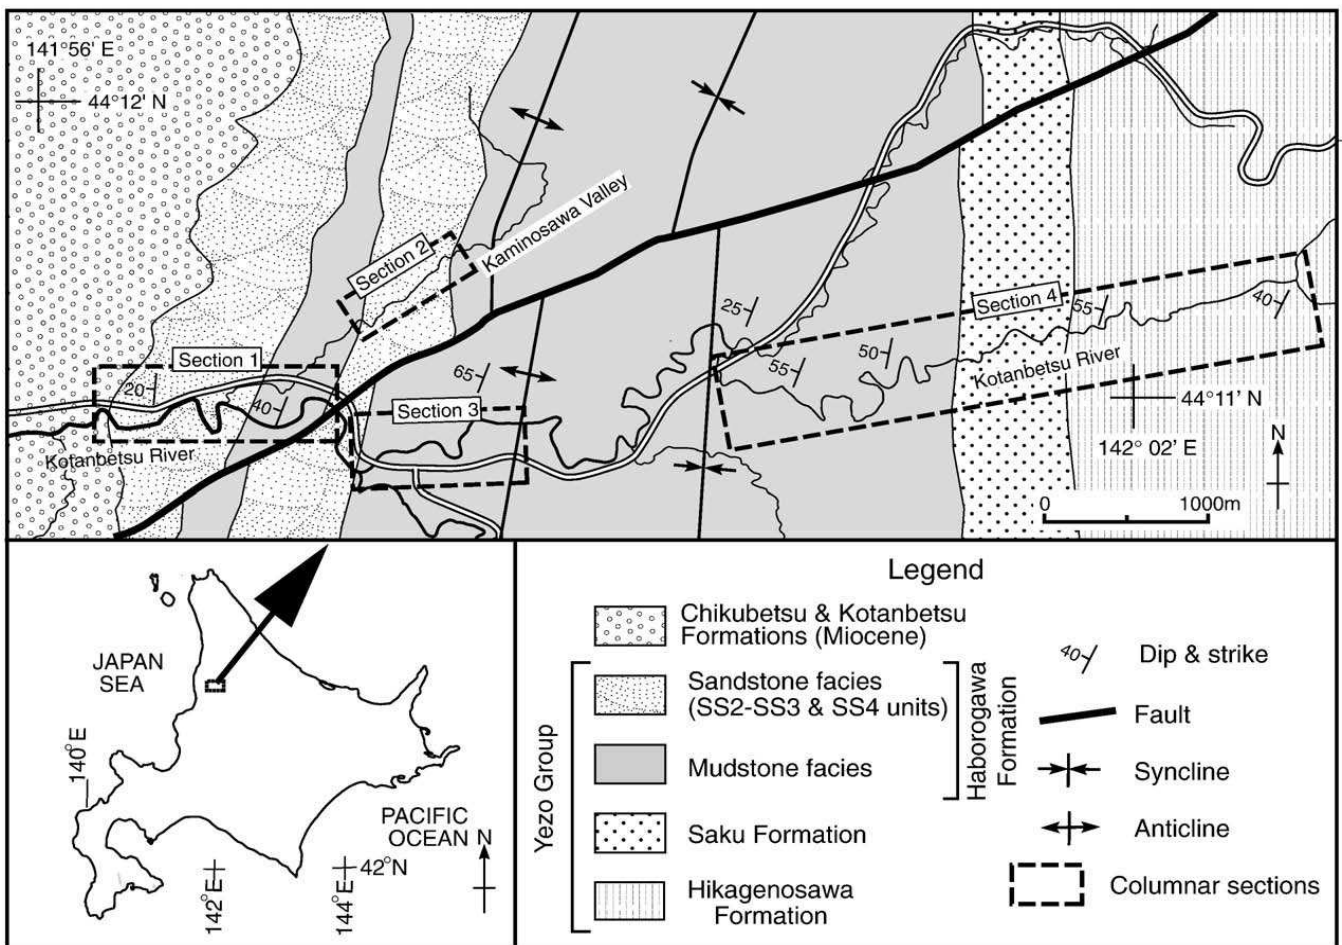 141°56' E
44°12' N
Kaminosawa Valley
Section 2
Section 1
20
40
Kotanbetsu River
65
Section 3
25
55
50
Section 4
55
40
Kotanbetsu River
44°11' N
142° 02' E
N
0 1000m
JAPAN
SEA
140°E
PACIFIC
OCEAN
N
142°E
144°E
42°N
Legend
Chikubetsu & Kotanbetsu
Formations (Miocene)
Sandstone facies
(SS2-SS3 & SS4 units)
Mudstone facies
Saku Formation
Hikagenosawa
Formation
Yezo Group
Haborogawa
Formation
40
Dip & strike
Fault
Syncline
Anticline
Columnar sections